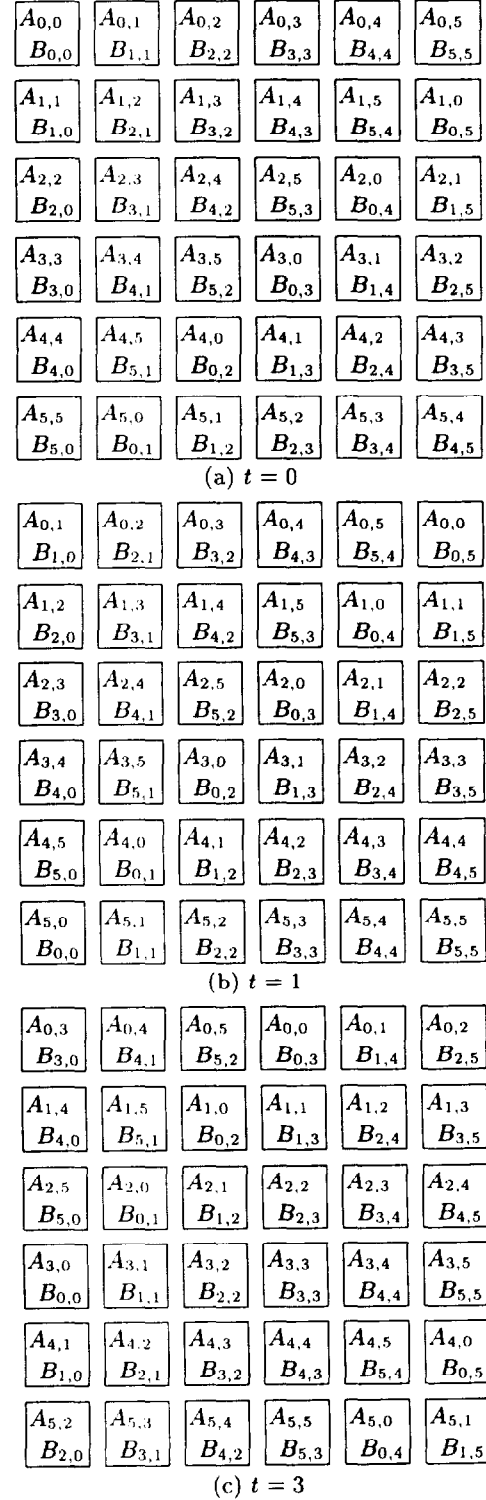 A0,0 A0,1 A0,2 A0,3 A0,4 A0,5
B0,0 B1,1 B2,2 B3,3 B4,4 B5,5
A1,1 A1,2 A1,3 A1,4 A1,5 A1,0
B1,0 B2,1 B3,2 B4,3 B5,4 B0,5
A2,2 A2,3 A2,4 A2,5 A2,0 A2,1
B2,0 B3,1 B4,2 B5,3 B0,4 B1,5
A3,3 A3,4 A3,5 A3,0 A3,1 A3,2
B3,0 B4,1 B5,2 B0,3 B1,4 B2,5
A4,4 A4,5 A4,0 A4,1 A4,2 A4,3
B4,0 B5,1 B0,2 B1,3 B2,4 B3,5
A5,5 A5,0 A5,1 A5,2 A5,3 A5,4
B5,0 B0,1 B1,2 B2,3 B3,4 B4,5
(a) t = 0
A0,1 A0,2 A0,3 A0,4 A0,5 A0,0
B1,0 B2,1 B3,2 B4,3 B5,4 B0,5
A1,2 A1,3 A1,4 A1,5 A1,0 A1,1
B2,0 B3,1 B4,2 B5,3 B0,4 B1,5
A2,3 A2,4 A2,5 A2,0 A2,1 A2,2
B3,0 B4,1 B5,2 B0,3 B1,4 B2,5
A3,4 A3,5 A3,0 A3,1 A3,2 A3,3
B4,0 B5,1 B0,2 B1,3 B2,4 B3,5
A4,5 A4,0 A4,1 A4,2 A4,3 A4,4
B5,0 B0,1 B1,2 B2,3 B3,4 B4,5
A5,0 A5,1 A5,2 A5,3 A5,4 A5,5
B0,0 B1,1 B2,2 B3,3 B4,4 B5,5
(b) t = 1
A0,3 A0,4 A0,5 A0,0 A0,1 A0,2
B3,0 B4,1 B5,2 B0,3 B1,4 B2,5
A1,4 A1,5 A1,0 A1,1 A1,2 A1,3
B4,0 B5,1 B0,2 B1,3 B2,4 B3,5
A2,5 A2,0 A2,1 A2,2 A2,3 A2,4
B5,0 B0,1 B1,2 B2,3 B3,4 B4,5
A3,0 A3,1 A3,2 A3,3 A3,4 A3,5
B0,0 B1,1 B2,2 B3,3 B4,4 B5,5
A4,1 A4,2 A4,3 A4,4 A4,5 A4,0
B1,0 B2,1 B3,2 B4,3 B5,4 B0,5
A5,2 A5,3 A5,4 A5,5 A5,0 A5,1
B2,0 B3,1 B4,2 B5,3 B0,4 B1,5
(c) t = 3